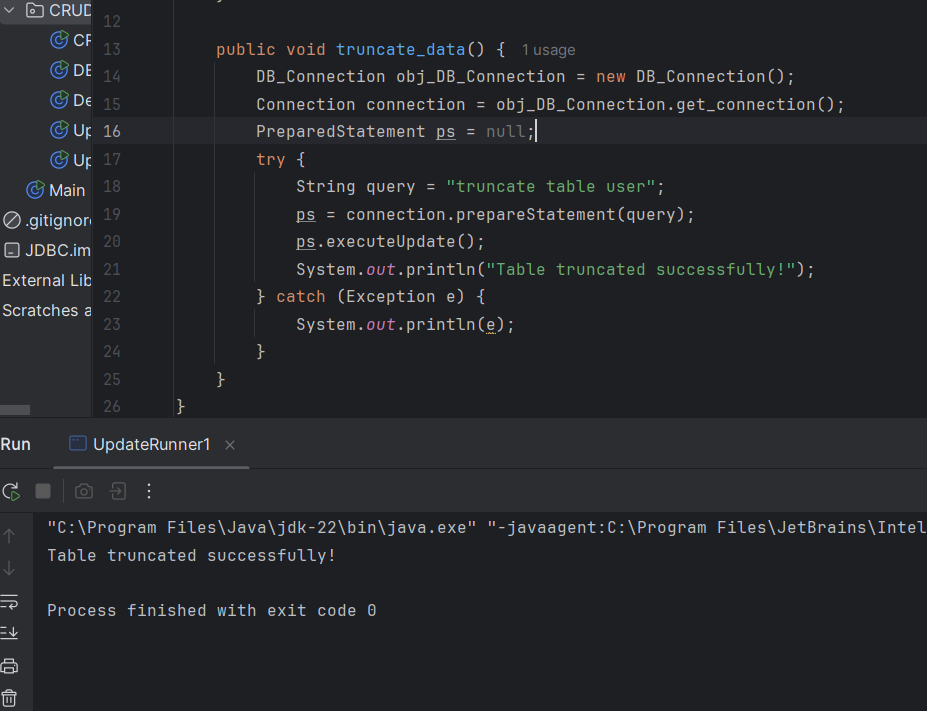 CRUD
12
13 public void truncate_data() { 1 usage
14 DB_Connection obj_DB_Connection = new DB_Connection();
15 Connection connection = obj_DB_Connection.get_connection();
16 PreparedStatement ps = null;
17 try {
18 String query = "truncate table user";
19 ps = connection.prepareStatement(query);
20 ps.executeUpdate();
21 System.out.println("Table truncated successfully!");
22 } catch (Exception e) {
23 System.out.println(e);
24 }
25 }
26 }
CR
DB
De
Up
Up
Main
.gitignor
JDBC.im
External Lib
Scratches a
Run UpdateRunner1
"C:\Program Files\Java\jdk-22\bin\java.exe" "-javaagent:C:\Program Files\JetBrains\Intel
Table truncated successfully!
Process finished with exit code 0